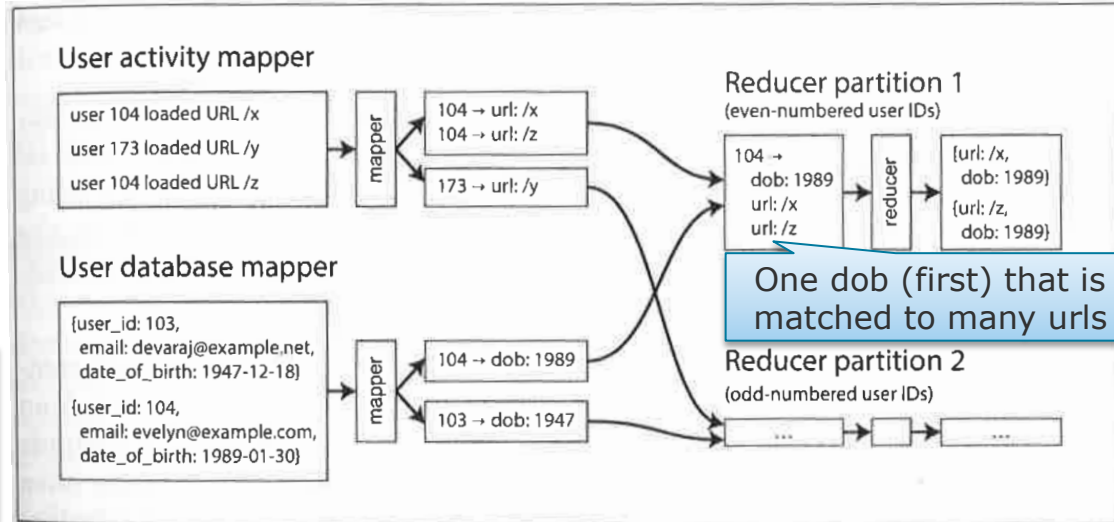 User activity mapper
user 104 loaded URL /x
user 173 loaded URL /y
user 104 loaded URL /z
mapper
104 → url: /x
104 → url: /z
173 → url: /y
User database mapper
{user_id: 103,
email: devaraj@example.net,
date_of_birth: 1947-12-18}
{user_id: 104,
email: evelyn@example.com,
date_of_birth: 1989-01-30}
mapper
104 → dob: 1989
103 → dob: 1947
Reducer partition 1
(even-numbered user IDs)
104 →
dob: 1989
url: /x
url: /z
reducer
{url: /x,
dob: 1989}
{url: /z,
dob: 1989}
One dob (first) that is
matched to many urls
Reducer partition 2
(odd-numbered user IDs)
...
...